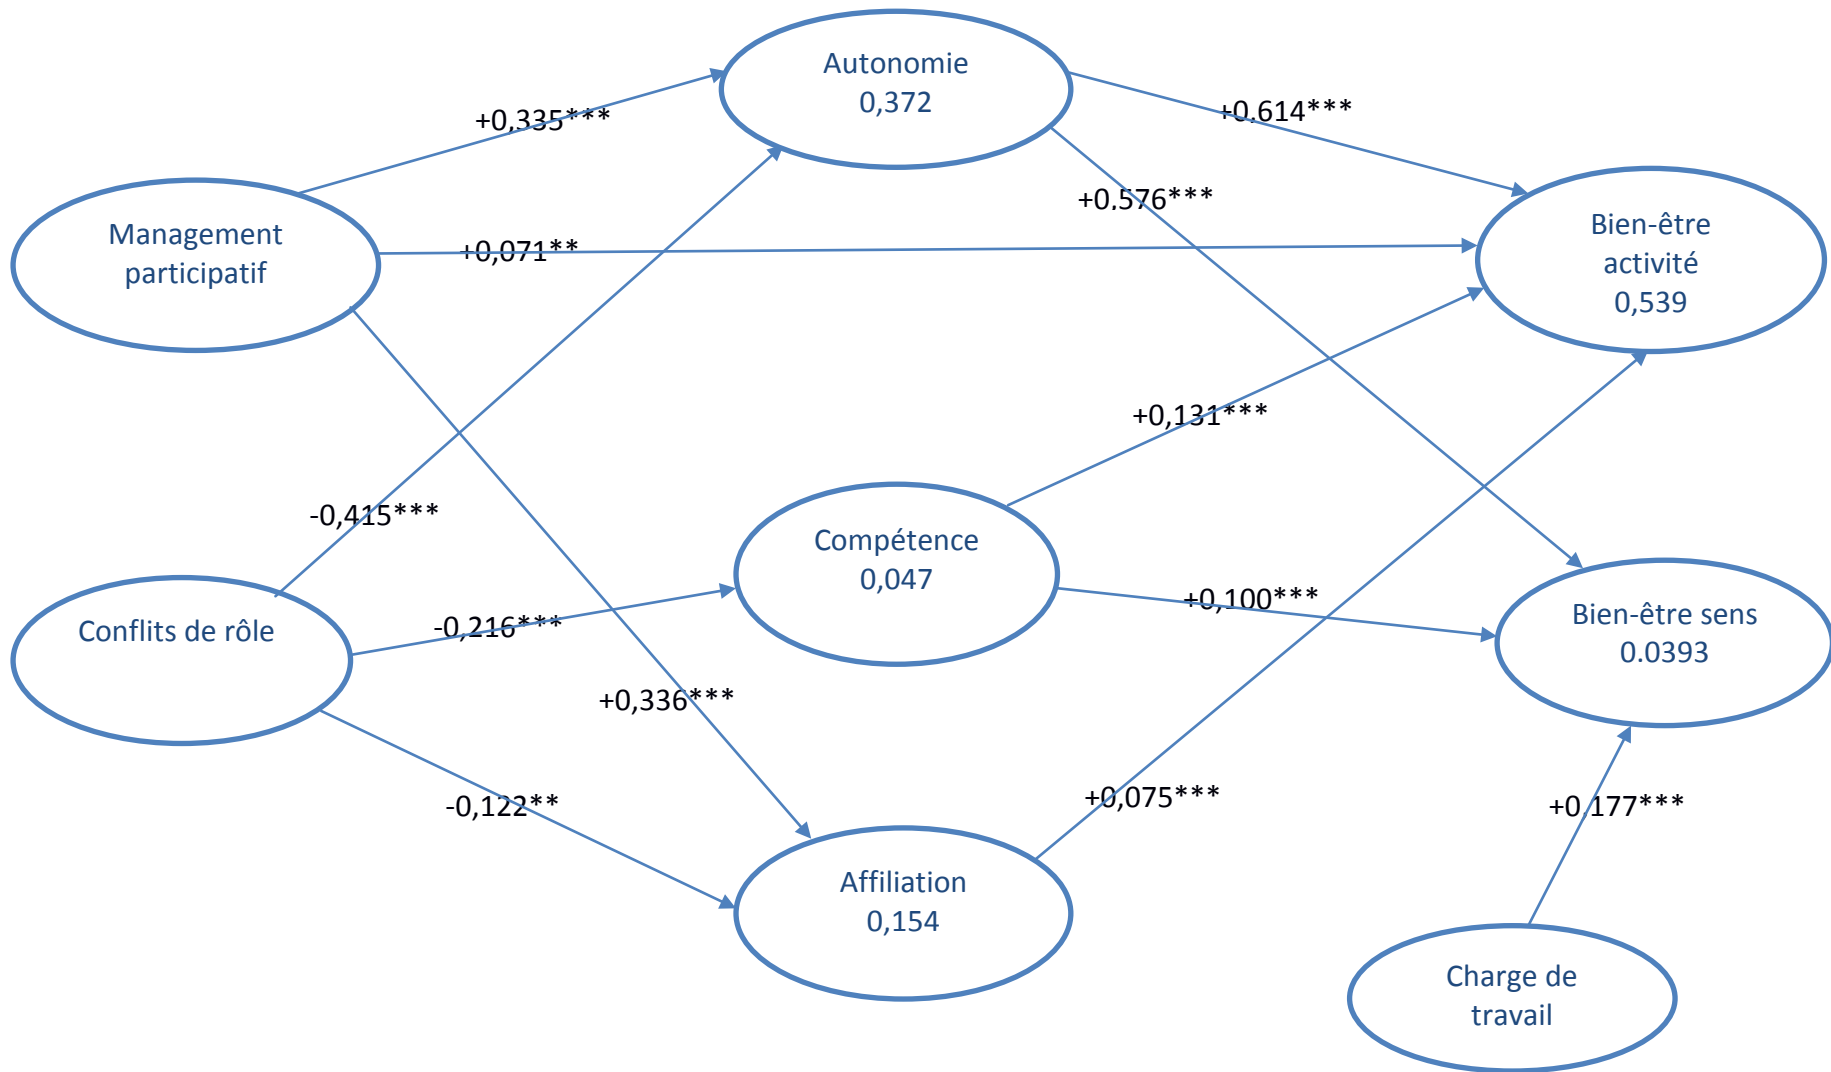 Autonomie
0,372
+0,335***
+0,614***
+0,576***
Management
participatif
+0,071**
Bien-être
activité
0,539
+0,131***
-0,415***
Compétence
0,047
+0,100***
Conflits de rôle
-0,216***
Bien-être sens
0.0393
+0,336***
-0,122**
+0,075***
+0,177***
Affiliation
0,154
Charge de
travail